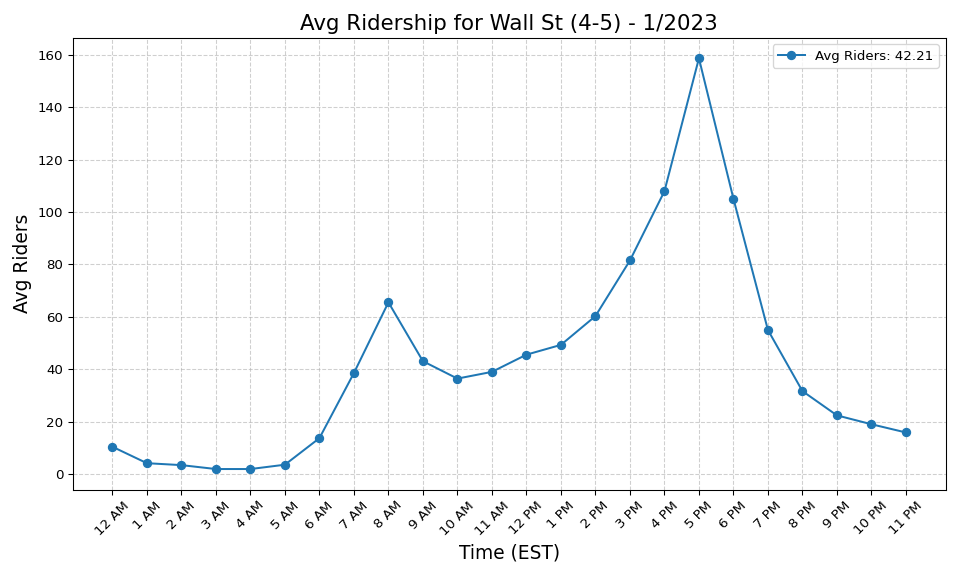 Avg Ridership for Wall St (4-5) - 1/2023
Avg Riders: 42.21
Avg Riders
160
140
120
100
80
60
40
20
0
12 AM
1 AM
2 AM
3 AM
4 AM
5 AM
6 AM
7 AM
8 AM
9 AM
10 AM
11 AM
12 PM
1 PM
2 PM
3 PM
4 PM
5 PM
6 PM
7 PM
8 PM
9 PM
10 PM
11 PM
Time (EST)